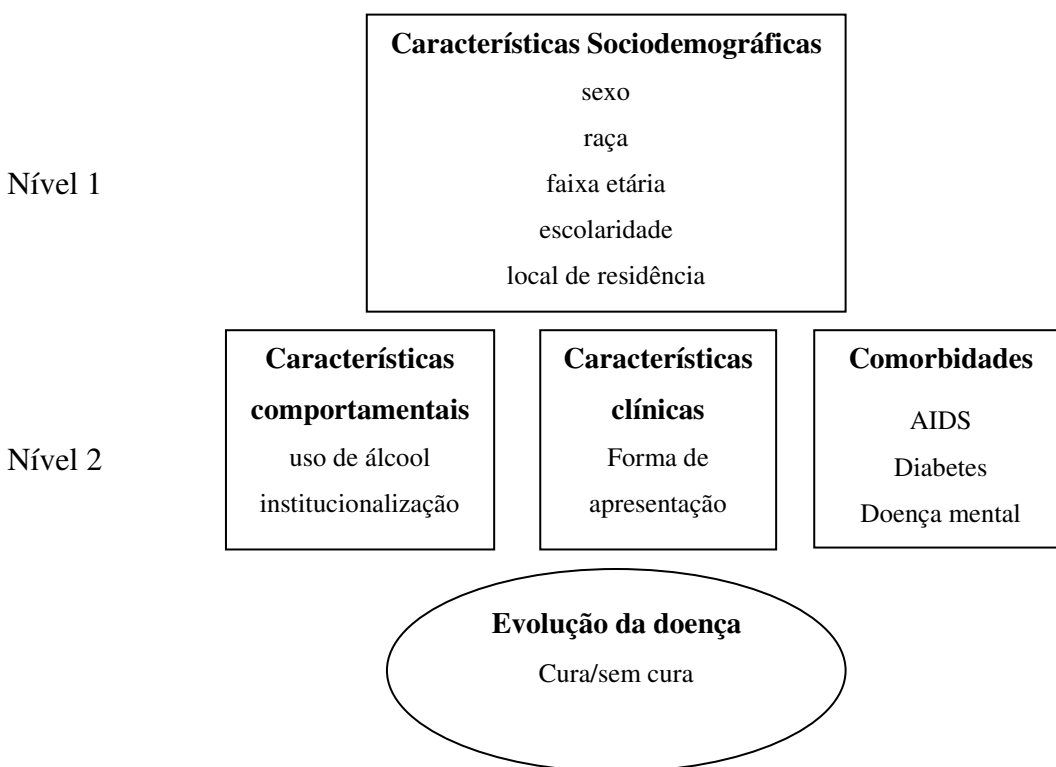 Nível 1
Características Sociodemográficas
sexo
raça
faixa etária
escolaridade
local de residência
Nível 2
Características
comportamentais
uso de álcool
institucionalização
Características
clínicas
Forma de
apresentação
Comorbidades
AIDS
Diabetes
Doença mental
Evolução da doença
Cura/sem cura